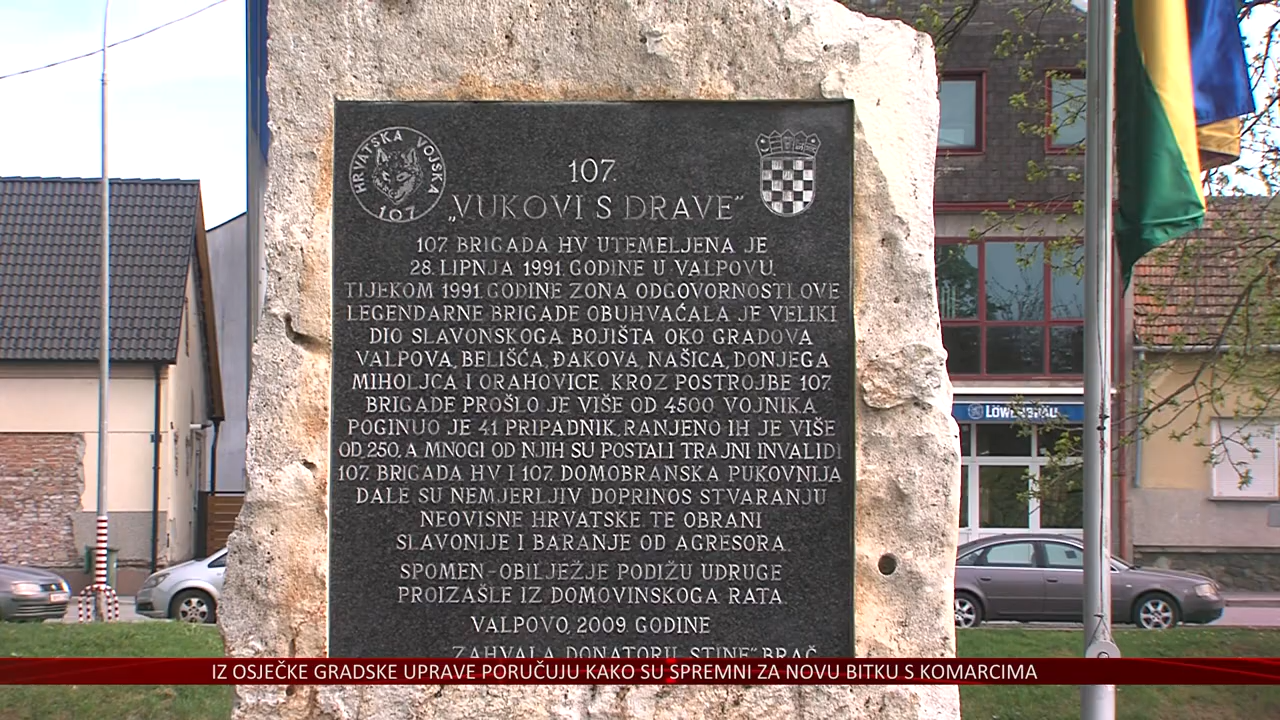 HRVATSKA VOJSKA
107
107.
„VUKOVI S DRAVE"
107. BRIGADA HV UTEMELJENA JE
28. LIPNJA 1991. GODINE U VALPOVU.
TIJEKOM 1991. GODINE ZONA ODGOVORNOSTI OVE
LEGENDARNE BRIGADE OBUHVAĆALA JE VELIKI
DIO SLAVONSKOGA BOJIŠTA OKO GRADOVA
VALPOVA, BELIŠĆA, ĐAKOVA, NAŠICA, DONJEGA
MIHOLJCA I ORAHOVICE. KROZ POSTROJBE 107.
BRIGADE PROŠLO JE VIŠE OD 4500 VOJNIKA.
POGINUO JE 41 PRIPADNIK, RANJENO IH JE VIŠE
OD 250, A MNOGI OD NJIH SU POSTALI TRAJNI INVALIDI
107. BRIGADA HV I 107. DOMOBRANSKA PUKOVNIJA
DALE SU NEMJERLJIV DOPRINOS STVARANJU
NEOVISNE HRVATSKE TE OBRANI
SLAVONIJE I BARANJE OD AGRESORA.
SPOMEN-OBILJEŽJE PODIŽU UDRUGE
PROIZAŠLE IZ DOMOVINSKOGA RATA
VALPOVO, 2009. GODINE
"ZAHVALA DONATORU „STINE" BRAČ
LÖWENBRÄU
IZ OSJEČKE GRADSKE UPRAVE PORUČUJU KAKO SU SPREMNI ZA NOVU BITKU S KOMARCIMA